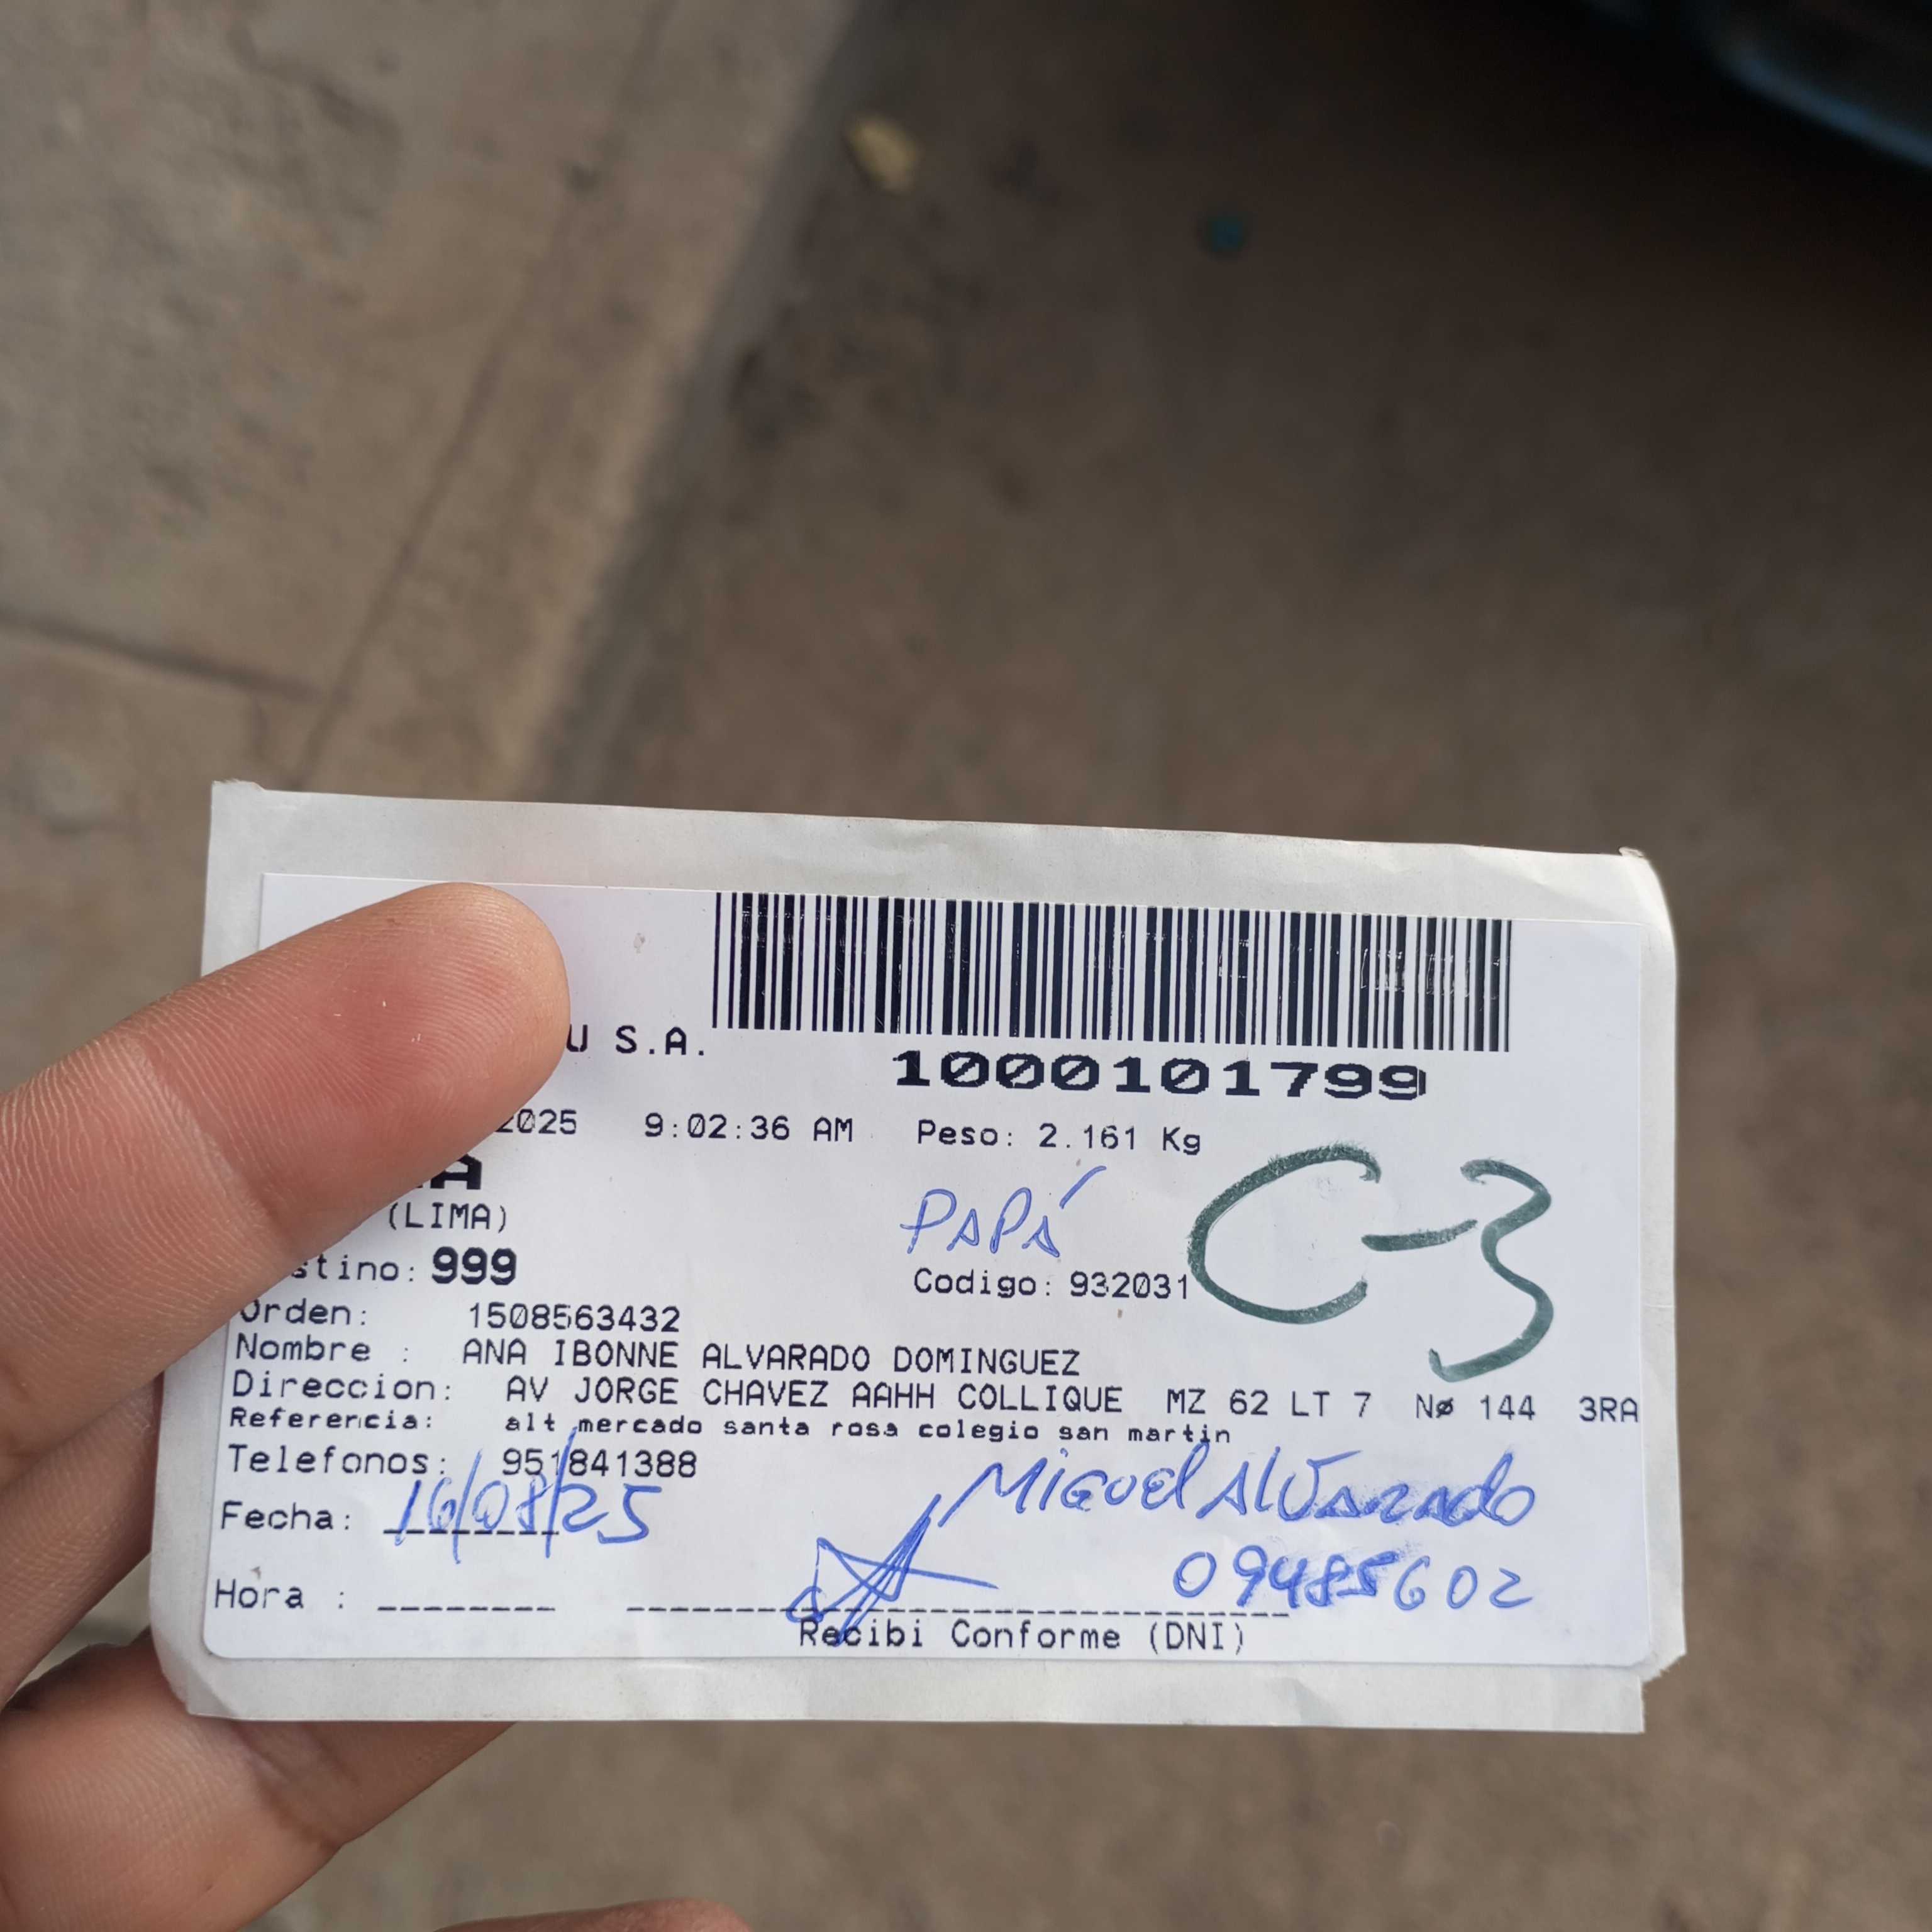 U S.A.
1000101799
2025 9:02:36 AM Peso: 2.161 Kg
A
(LIMA)
PAPÁ
C-3
stino: 999
Codigo: 932031
Orden: 1508563432
Nombre : ANA IBONNE ALVARADO DOMINGUEZ
Direccion: AV JORGE CHAVEZ AAHH COLLIQUE MZ 62 LT 7 Nø 144 3RA
Referencia: alt mercado santa rosa colegio san martin
Telefonos: 951841388
Miguel Alvarado
Fecha: 16/08/25
09485602
Hora :
Recibi Conforme (DNI)